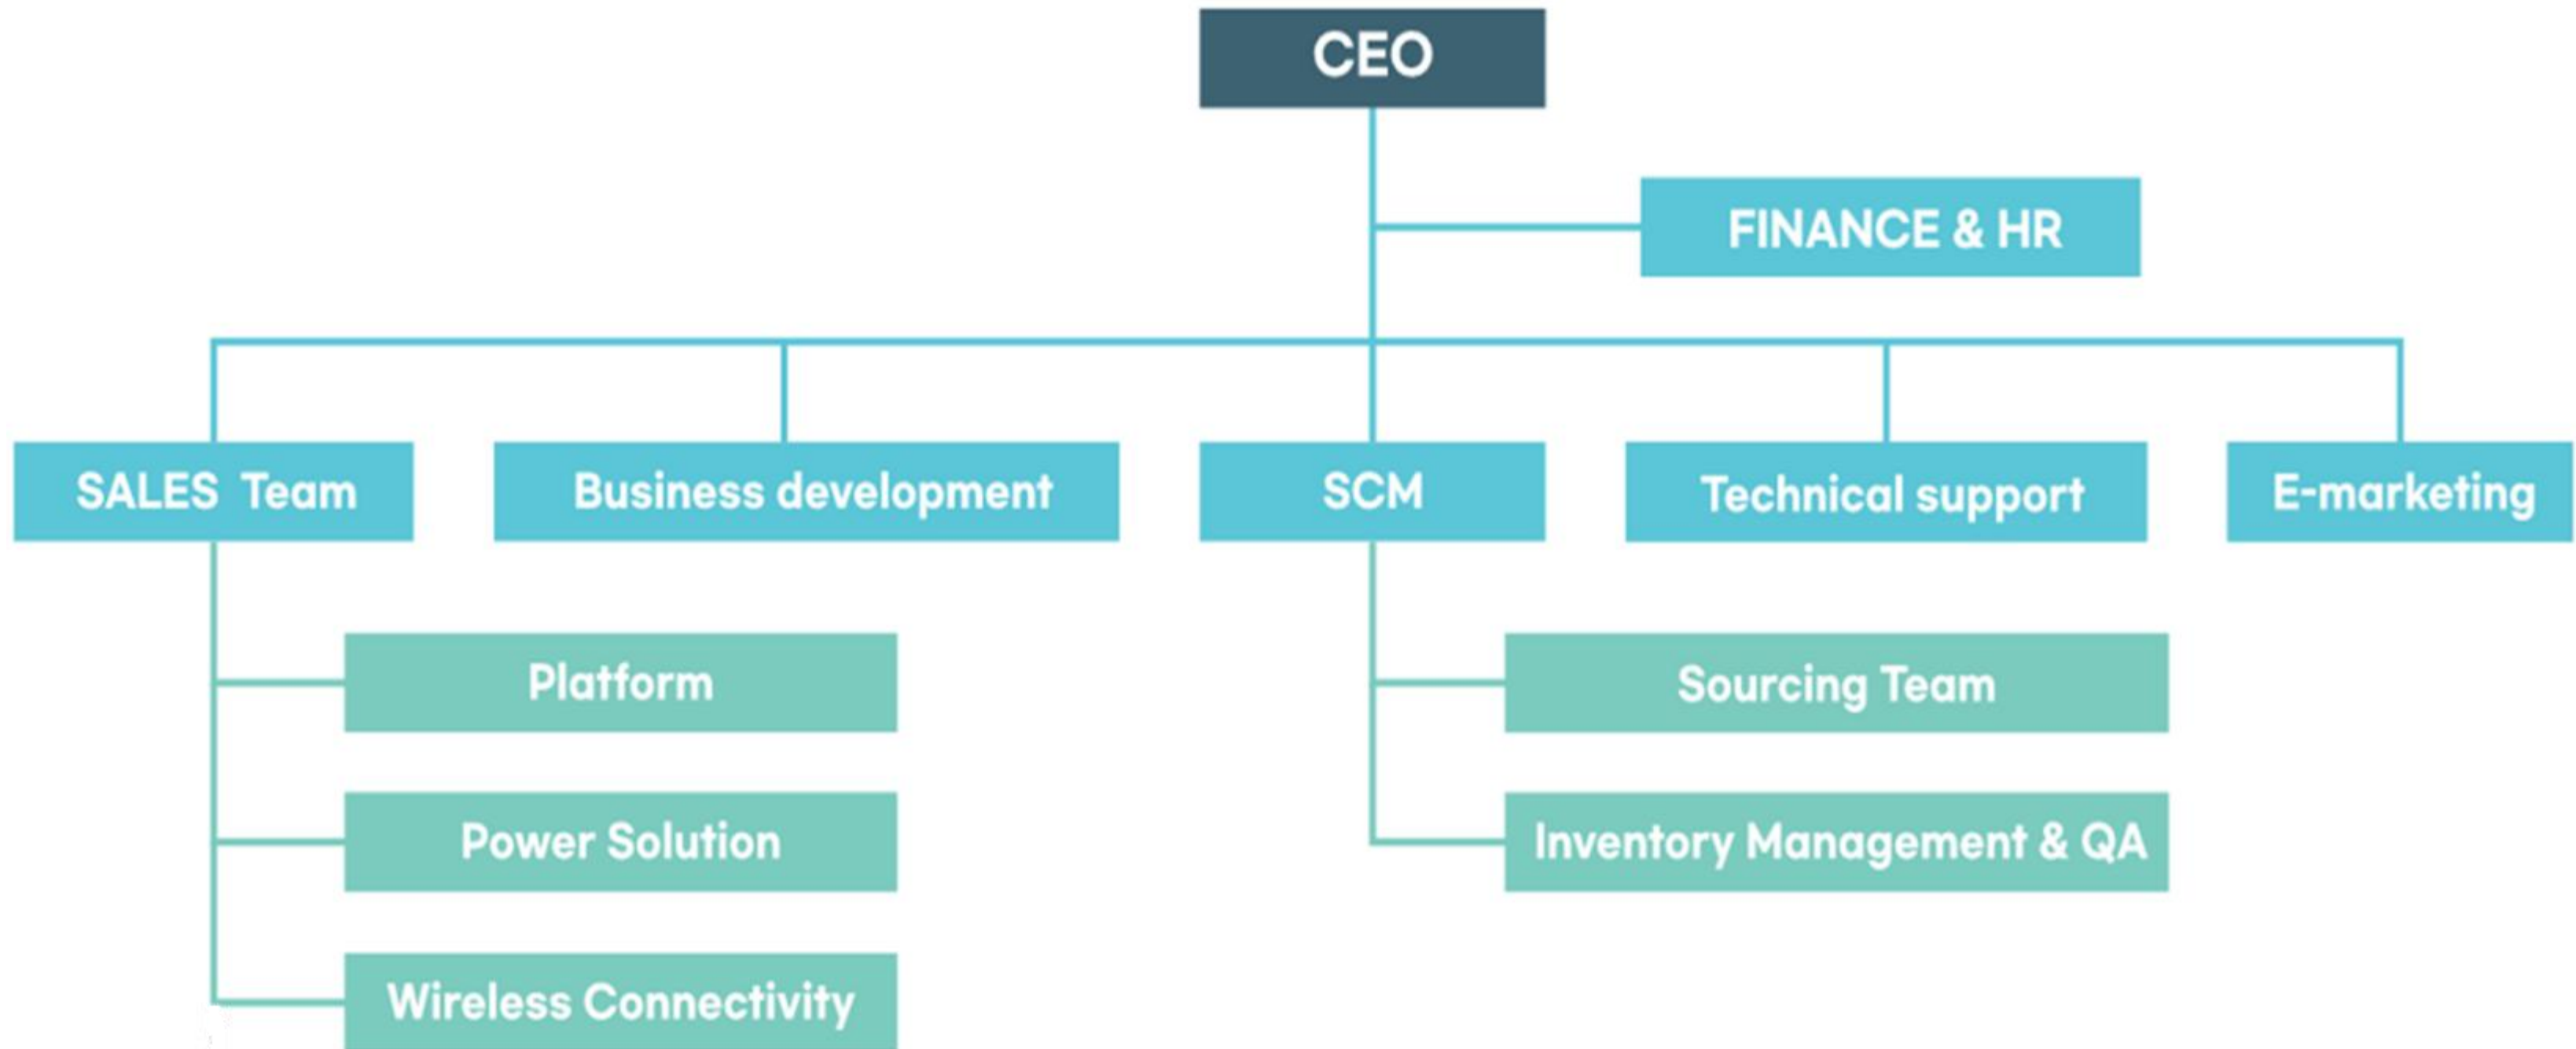 CEO
FINANCE & HR
SALES Team
Business development
SCM
Technical support
E-marketing
Platform
Power Solution
Wireless Connectivity
Sourcing Team
Inventory Management & QA